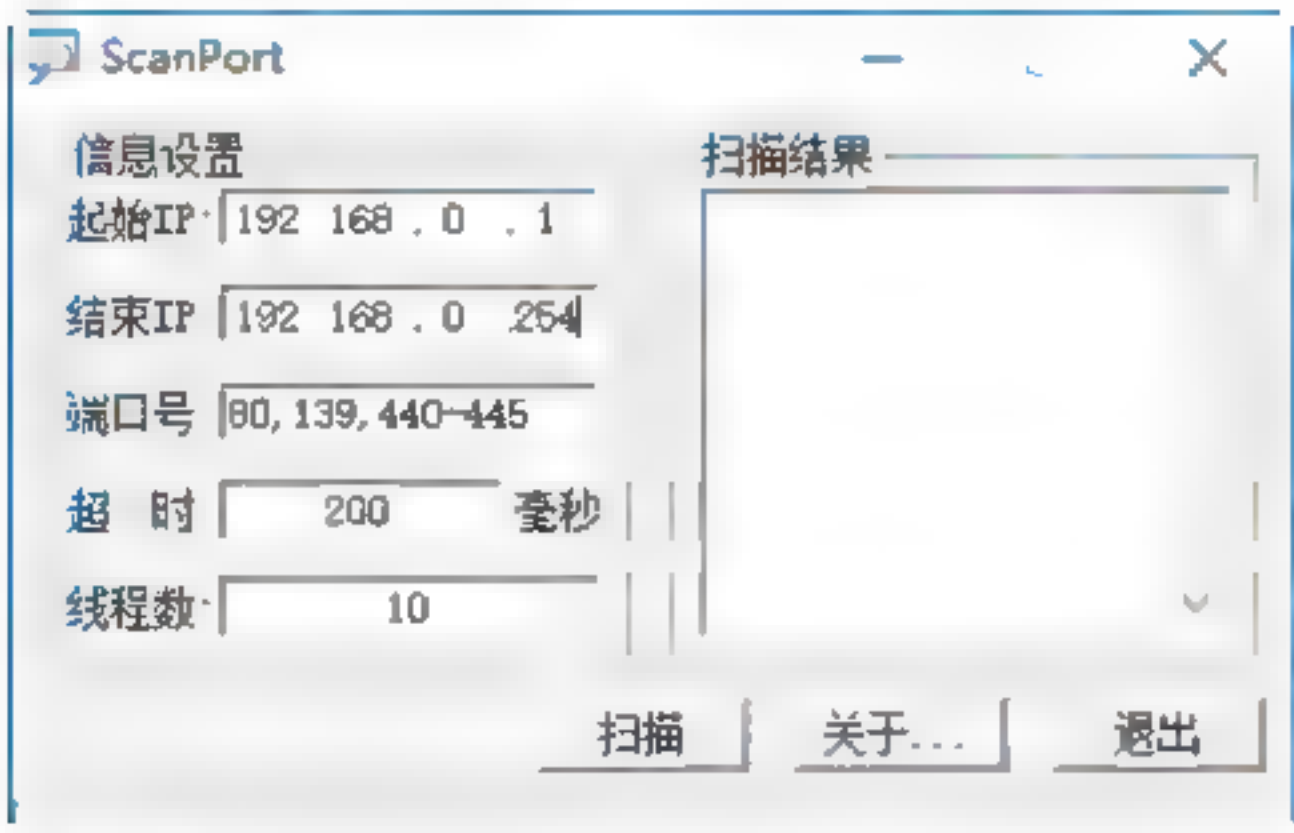 ScanPort
信息设置
起始IP: 192 168 . 0 . 1
结束IP 192 168 . 0 .254
端口号 80,139,440-445
超 时 200 毫秒
线程数: 10
扫描结果
扫描 关于... 退出